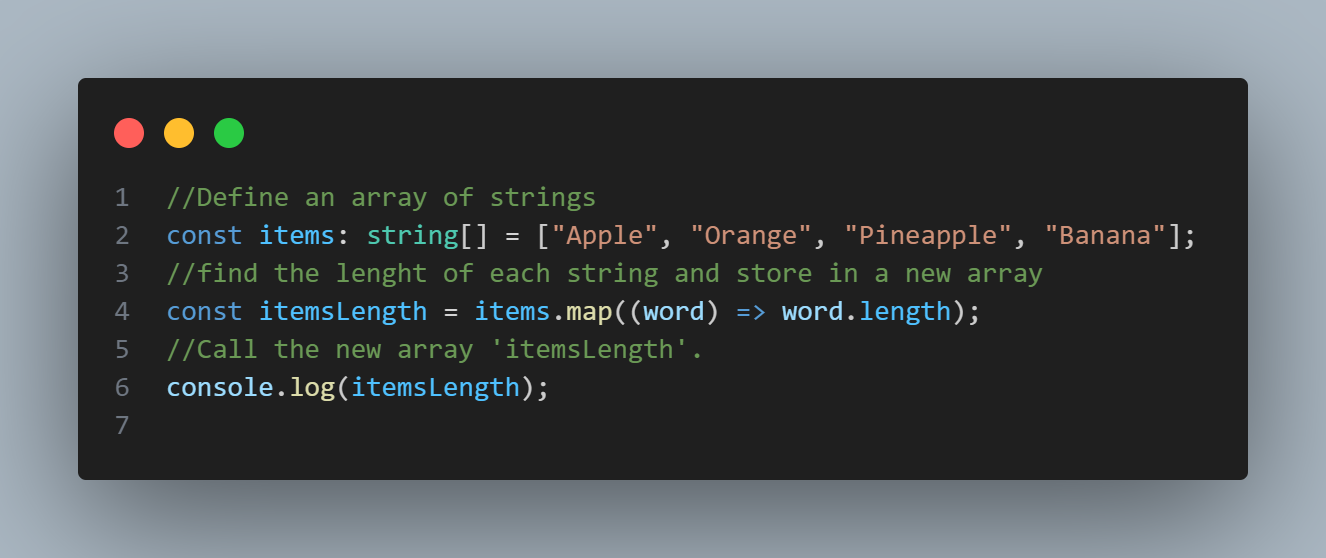 1 //Define an array of strings
2 const items: string[] = ["Apple", "Orange", "Pineapple", "Banana"];
3 //find the lenght of each string and store in a new array
4 const itemsLength = items.map((word) => word.length);
5 //Call the new array 'itemsLength'.
6 console.log(itemsLength);
7